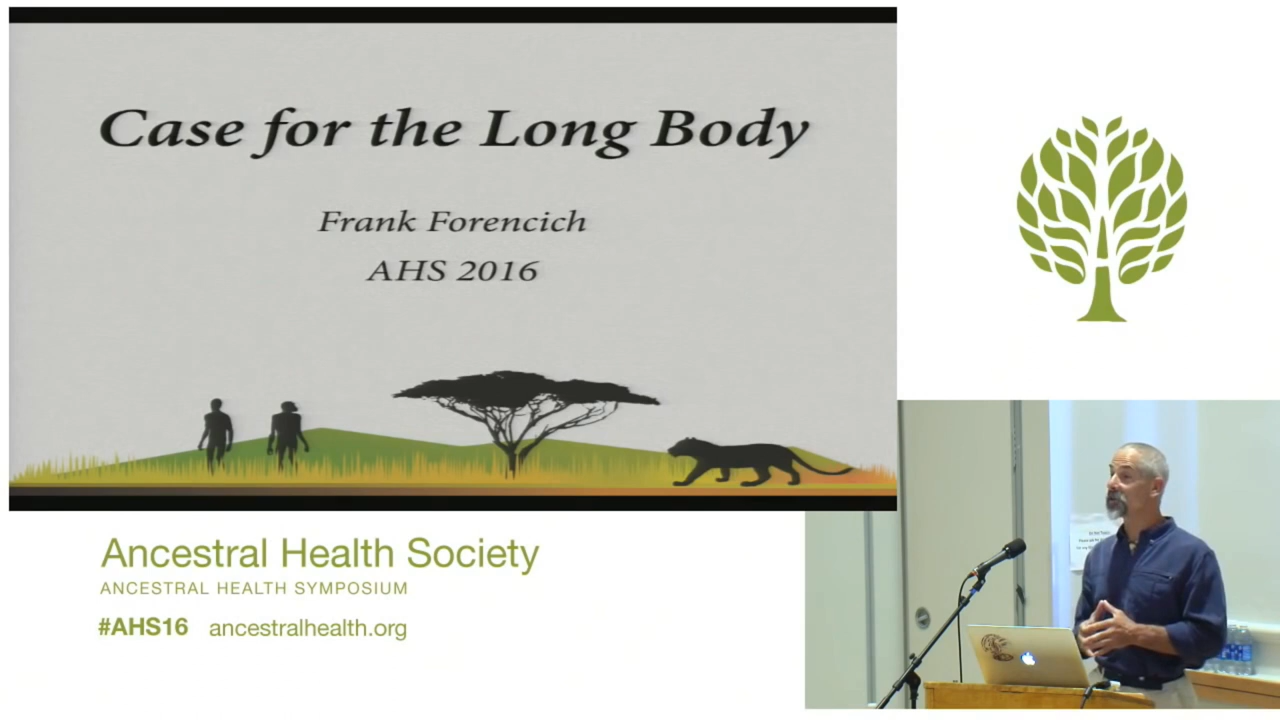 Case for the Long Body
Frank Forencich
AHS 2016
Ancestral Health Society
ANCESTRAL HEALTH SYMPOSIUM
#AHS16 ancestralhealth.org